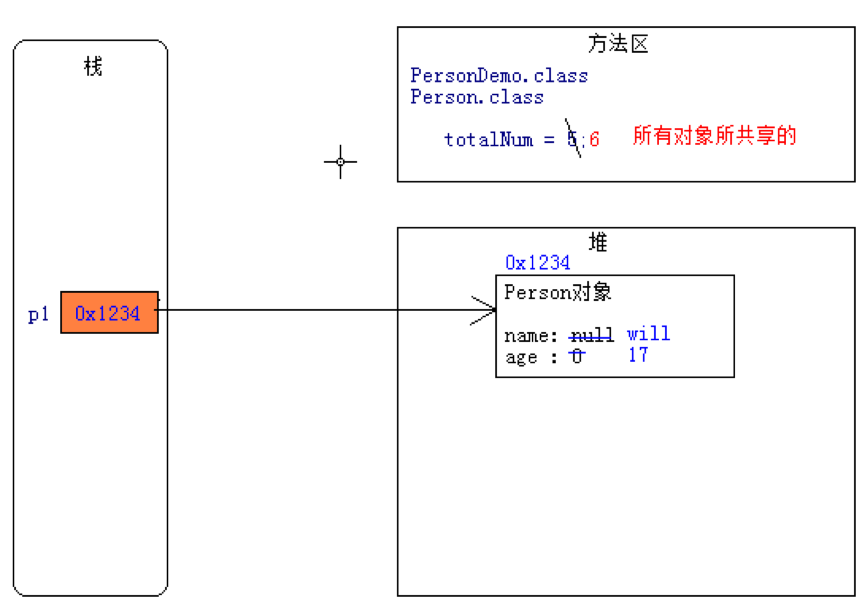 栈
p1
0x1234
方法区
PersonDemo.class
Person.class
totalNum = 5;6 所有对象所共享的
堆
0x1234
Person对象
name: null will
age : 0 17